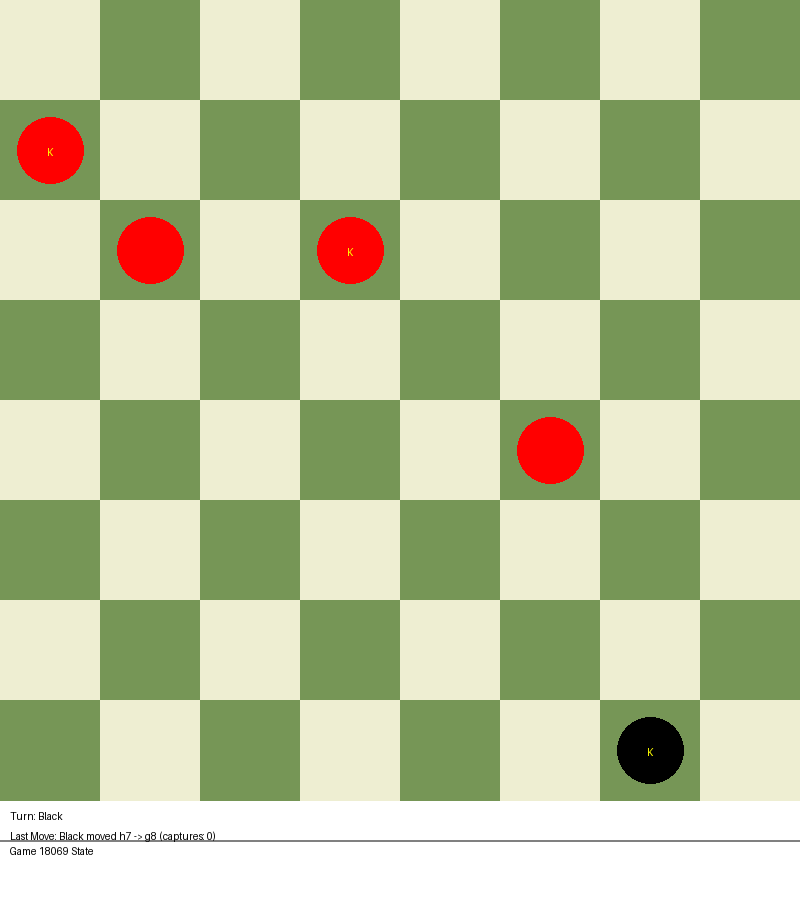 K
K
K
Turn: Black
Last Move: Black moved h7 -> g8 (captures: 0)
Game 18069 State